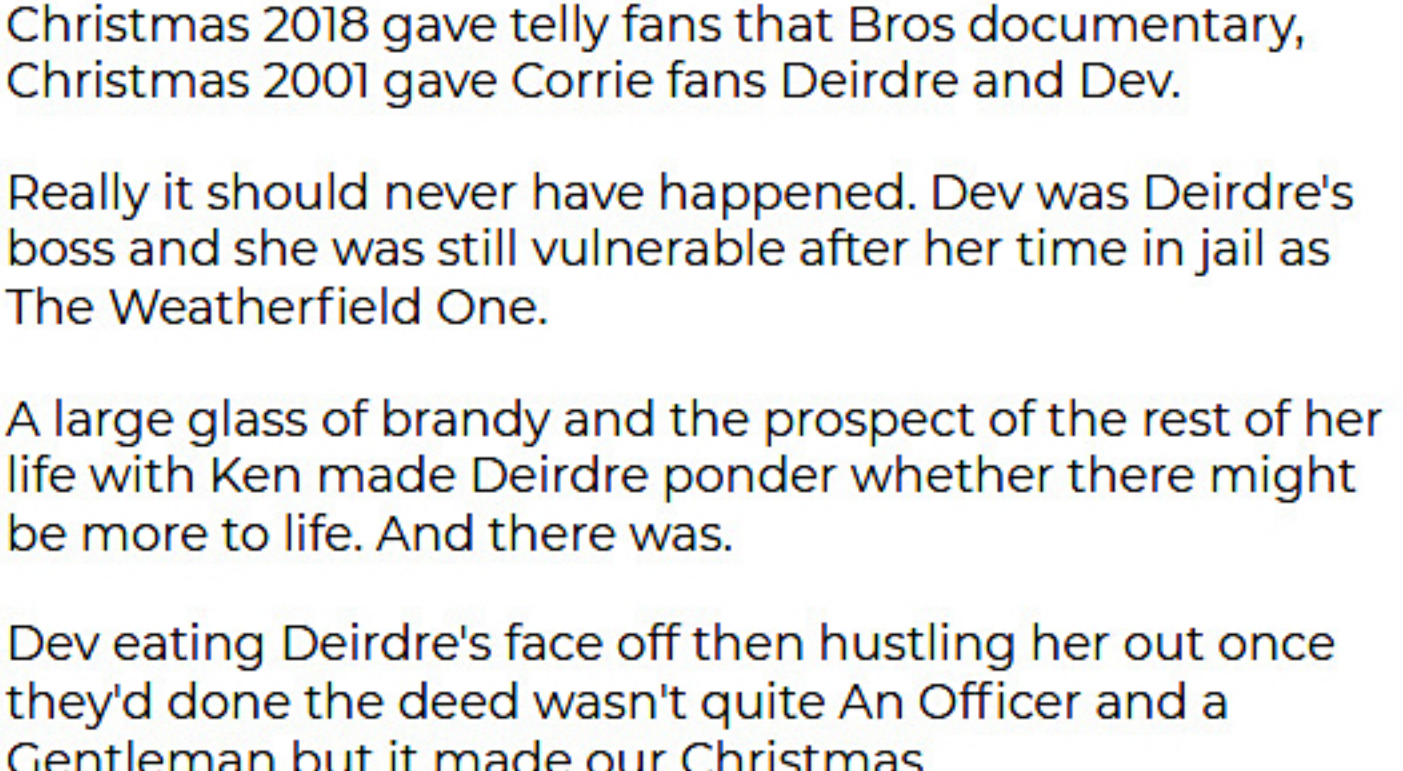 Christmas 2018 gave telly fans that Bros documentary,
Christmas 2001 gave Corrie fans Deirdre and Dev.
Really it should never have happened. Dev was Deirdre's
boss and she was still vulnerable after her time in jail as
The Weatherfield One.
A large glass of brandy and the prospect of the rest of her
life with Ken made Deirdre ponder whether there might
be more to life. And there was.
Dev eating Deirdre's face off then hustling her out once
they'd done the deed wasn't quite An Officer and a
Gentleman but it made our Christmas